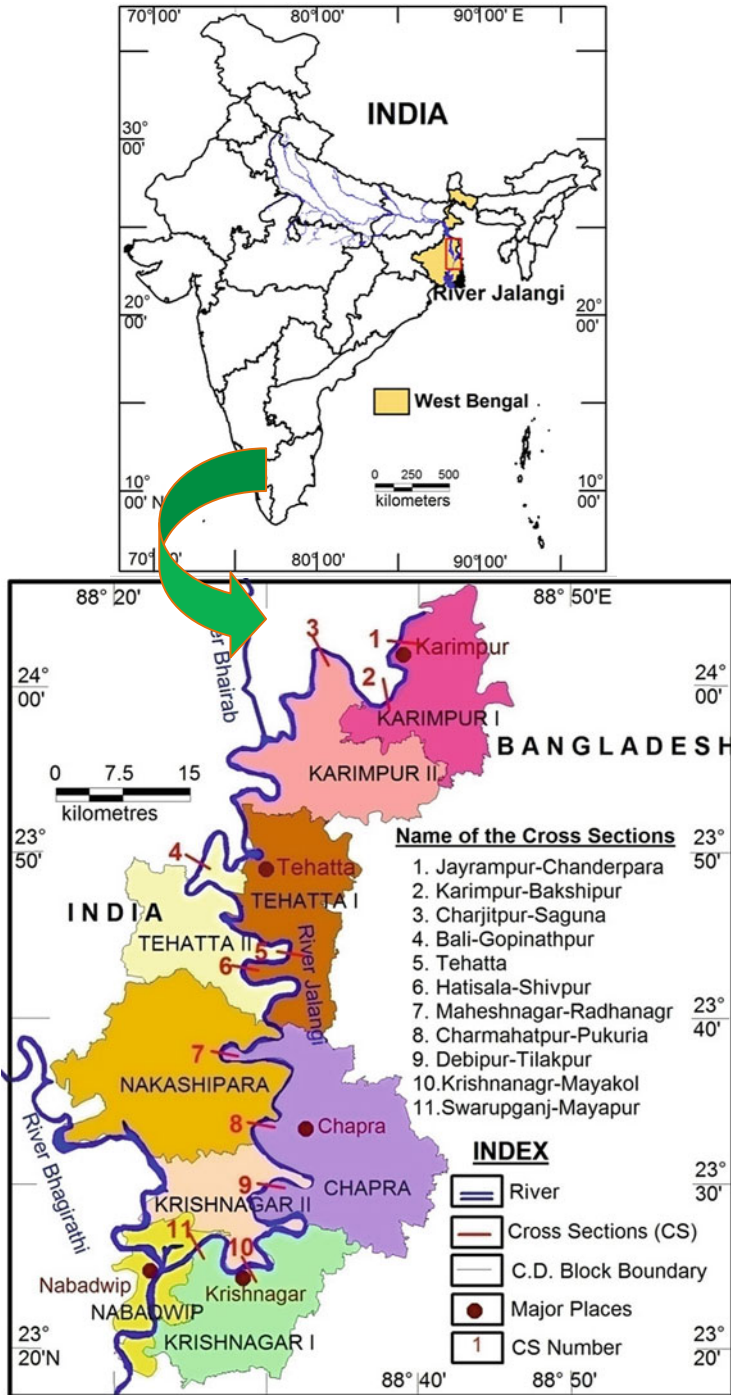 70°00' 80°00' 90°00' E
INDIA
30°
00'
30°
00'
20°
00'
20°
00'
River Jalangi
West Bengal
0 250 500
kilometers
10°
00' N
10°
00'
70° 80°00' 90°00'
88°20' 88°50'E
3
1
Karimpur
2
24°
00'
24°
00'
er Bhairab
KARIMPUR I
BANGLADESH
KARIMPUR II
0 7.5 15
kilometres
23°
50'
23°
50'
Name of the Cross Sections
1. Jayrampur-Chanderpara
2. Karimpur-Bakshipur
3. Charjitpur-Saguna
4. Bali-Gopinathpur
5. Tehatta
6. Hatisala-Shivpur
7. Maheshnagar-Radhanagr
8. Charmahatpur-Pukuria
9. Debipur-Tilakpur
10.Krishnanagr-Mayakol
11.Swarupganj-Mayapur
4
Tehatta
TEHATTA I
INDIA
TEHATTA II
5
6
River Jalangi
23°
40'
7
NAKASHIPARA
8
Chapra
CHAPRA
River Bhagirathi
9
KRISHNAGAR II
23°
30'
11
10
Nabadwip
NABADWIP
Krishnagar
KRISHNAGAR I
INDEX
River
Cross Sections (CS)
C.D. Block Boundary
Major Places
1 CS Number
23°
20'N
23°
20'
88°40' 88°50'